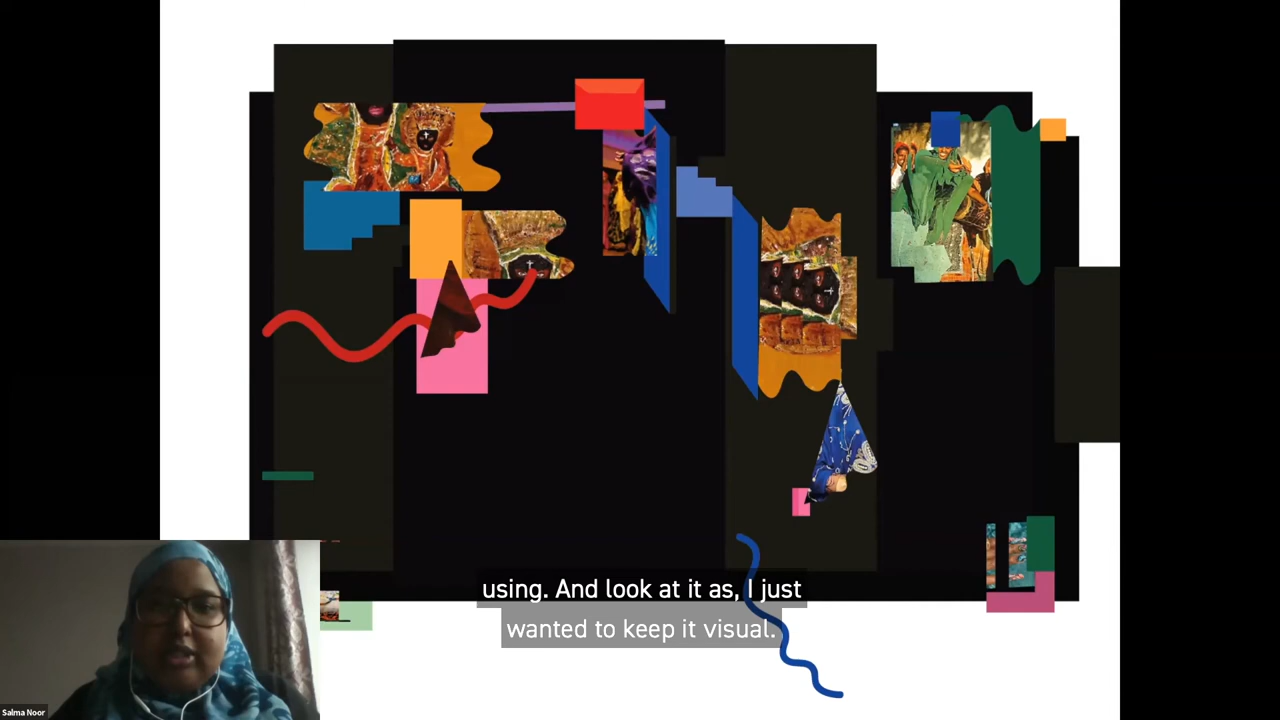 using. And look at it as, I just
wanted to keep it visual.
Salma Noor